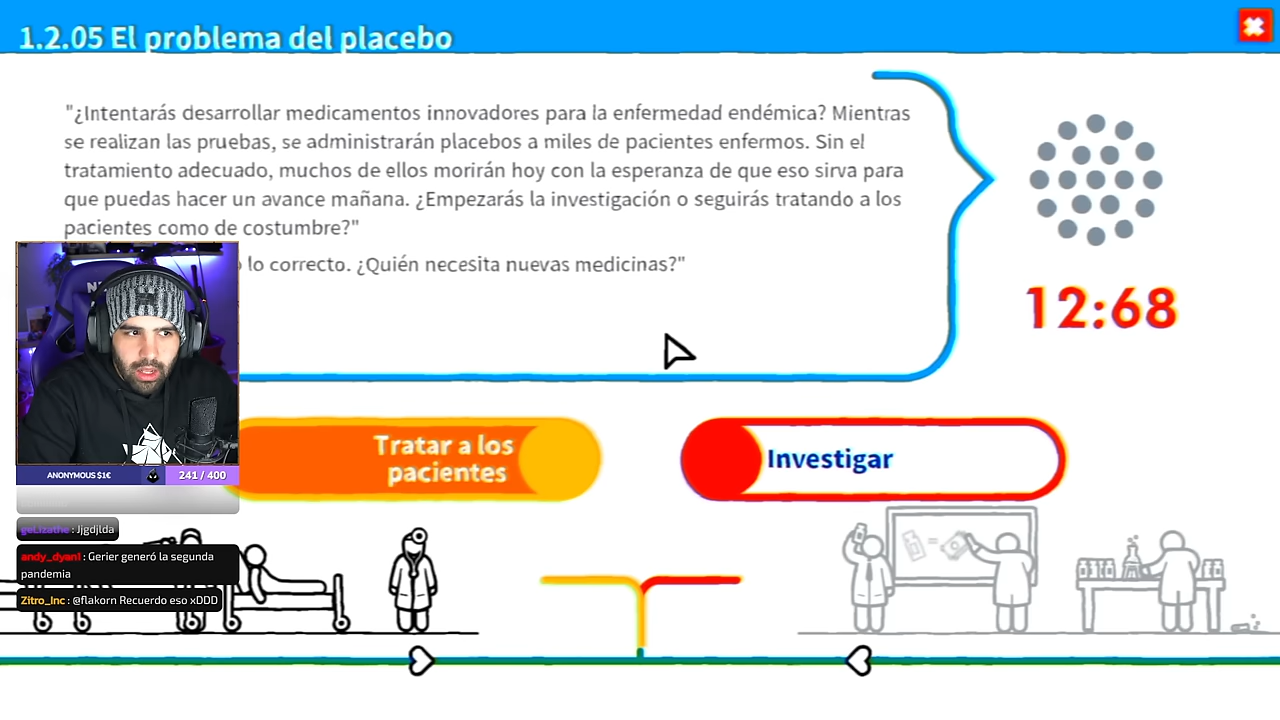 1.2.05 El problema del placebo
"¿Intentarás desarrollar medicamentos innovadores para la enfermedad endémica? Mientras
se realizan las pruebas, se administrarán placebos a miles de pacientes enfermos. Sin el
tratamiento adecuado, muchos de ellos morirán hoy con la esperanza de que eso sirva para
que puedas hacer un avance mañana. ¿Empezarás la investigación o seguirás tratando a los
pacientes como de costumbre?"
lo correcto. ¿Quién necesita nuevas medicinas?"
12:68
Tratar a los
pacientes
Investigar
ANONYMOUS $1€
241 / 400
geLizathe : Jjgdjlda
andy_dyan1 : Gerier generó la segunda
pandemia
Zitro_Inc : @flakorn Recuerdo eso xDDD